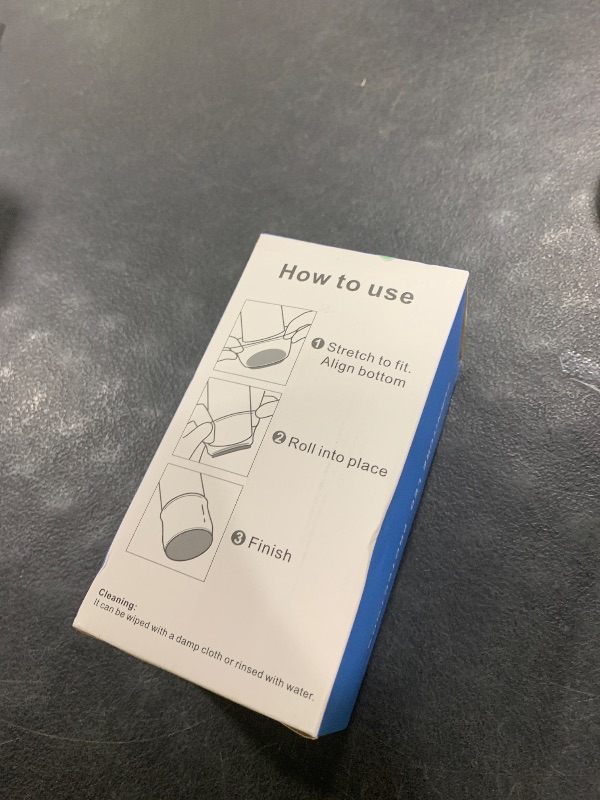 How to use
1 Stretch to fit.
Align bottom
2 Roll into place
3 Finish
Cleaning:
It can be wiped with a damp cloth or rinsed with water.